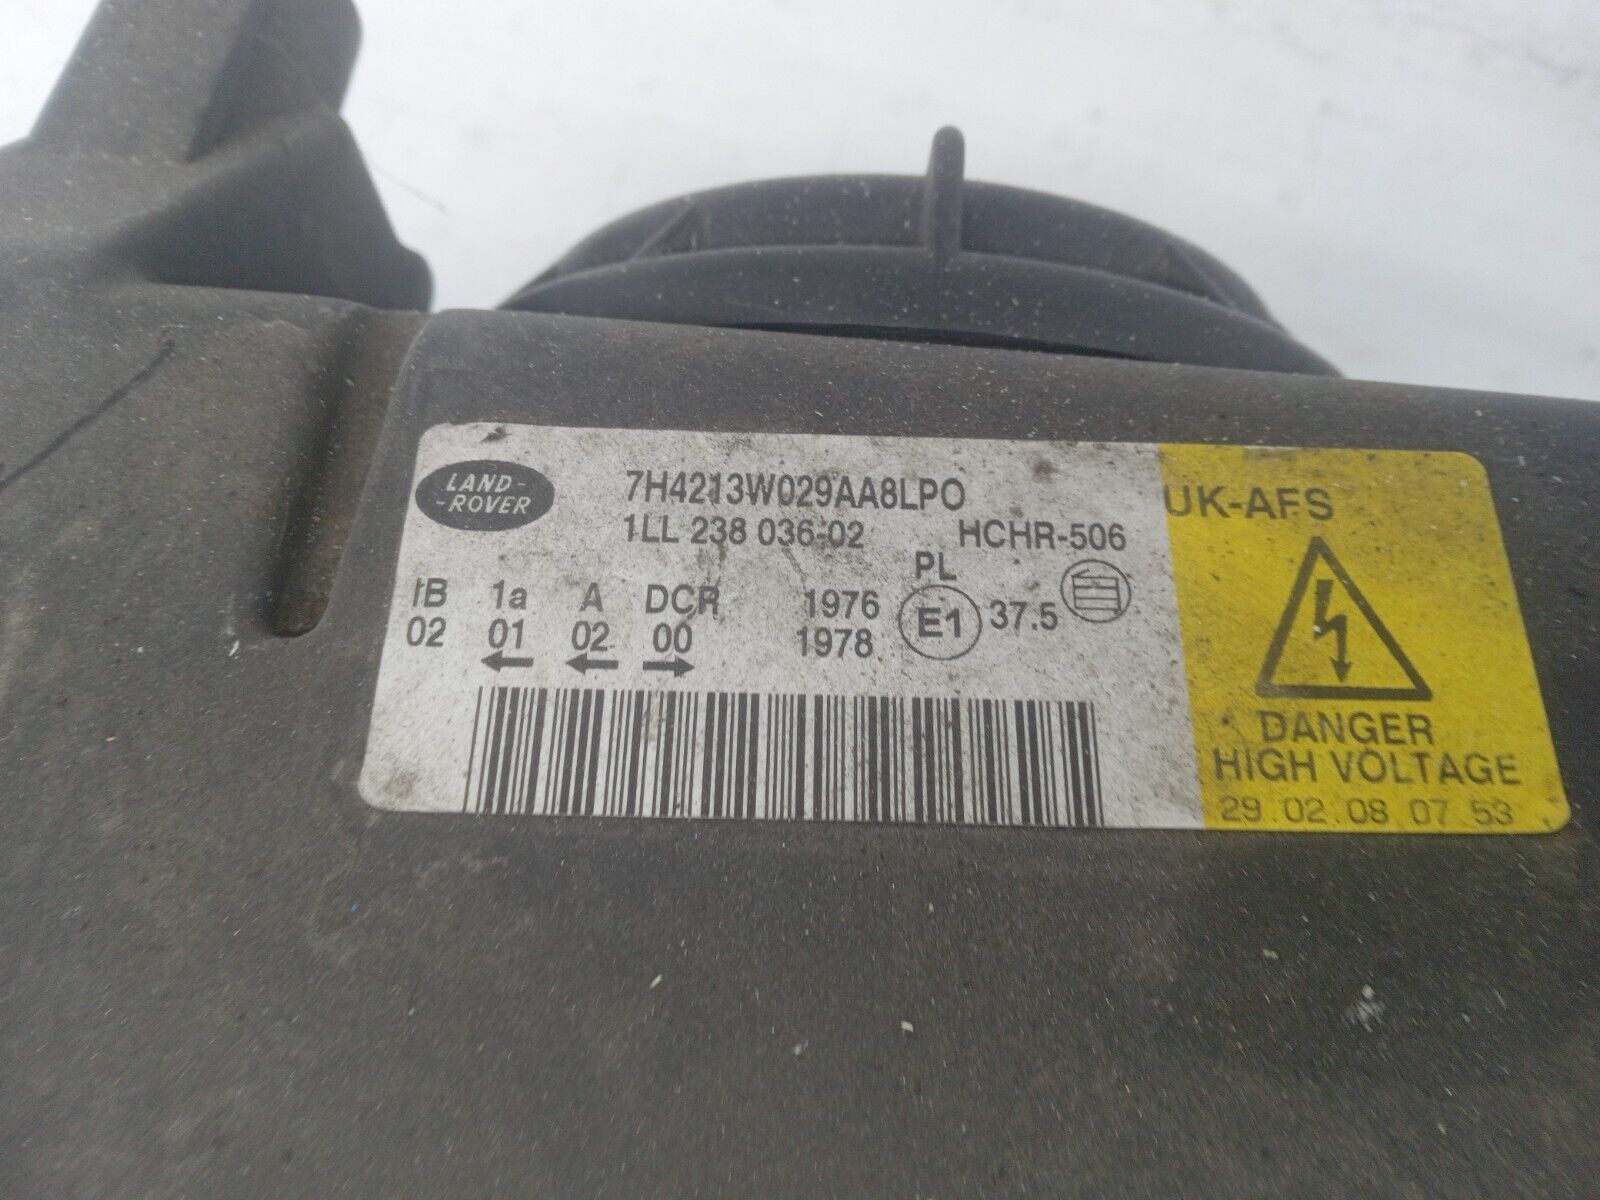 LAND-
-ROVER
7H4213W029AA8LPO
1LL 238 036-02 HCHR-506
PL
IB 1a A DCR 1976
02 01 02 00 1978
E1 37.5
UK-AFS
DANGER
HIGH VOLTAGE
29 02 08 07 53